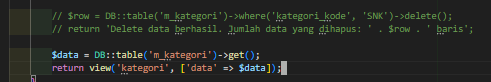 // $row = DB::table('m_kategori')->where('kategori_kode', 'SNK')->delete();
// return 'Delete data berhasil. Jumlah data yang dihapus: ' . $row . ' baris';
$data = DB::table('m_kategori')->get();
return view('kategori', ['data' => $data]);